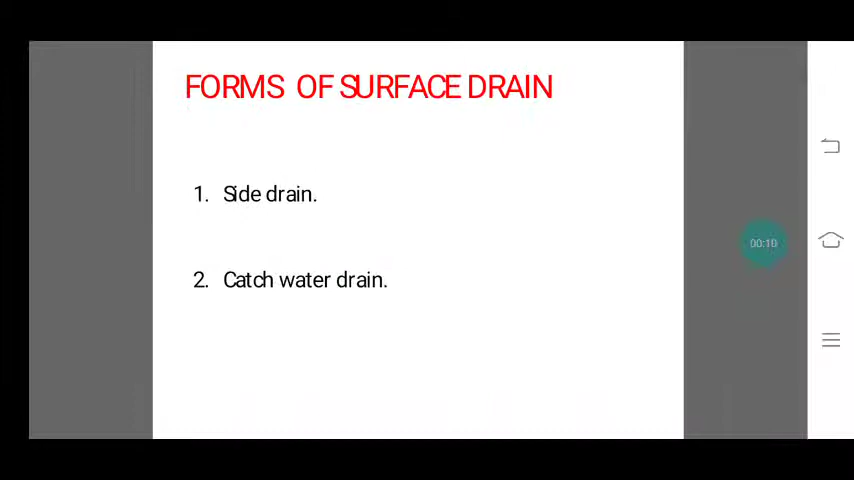 FORMS OF SURFACE DRAIN
1. Side drain.
00:10
2. Catch water drain.